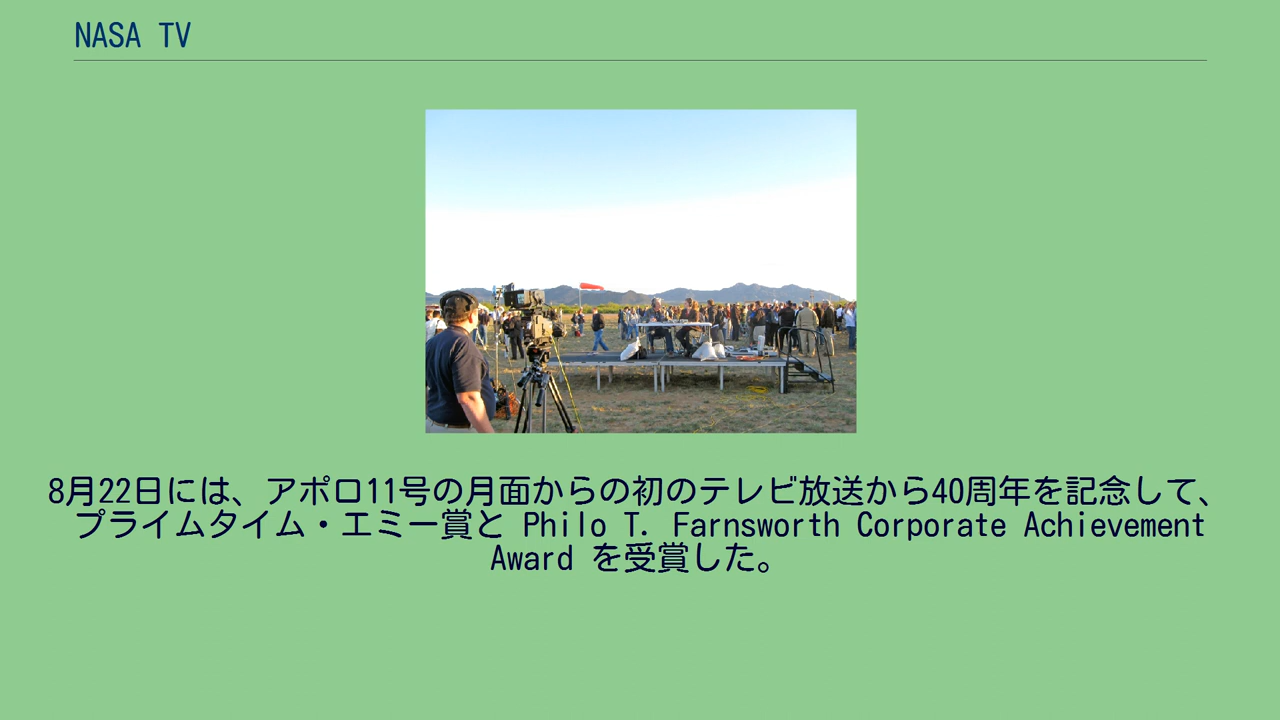 NASA TV
8月22日には、アポロ11号の月面からの初のテレビ放送から40周年を記念して、
プライムタイム・エミー賞と Philo T. Farnsworth Corporate Achievement
Award を受賞した。